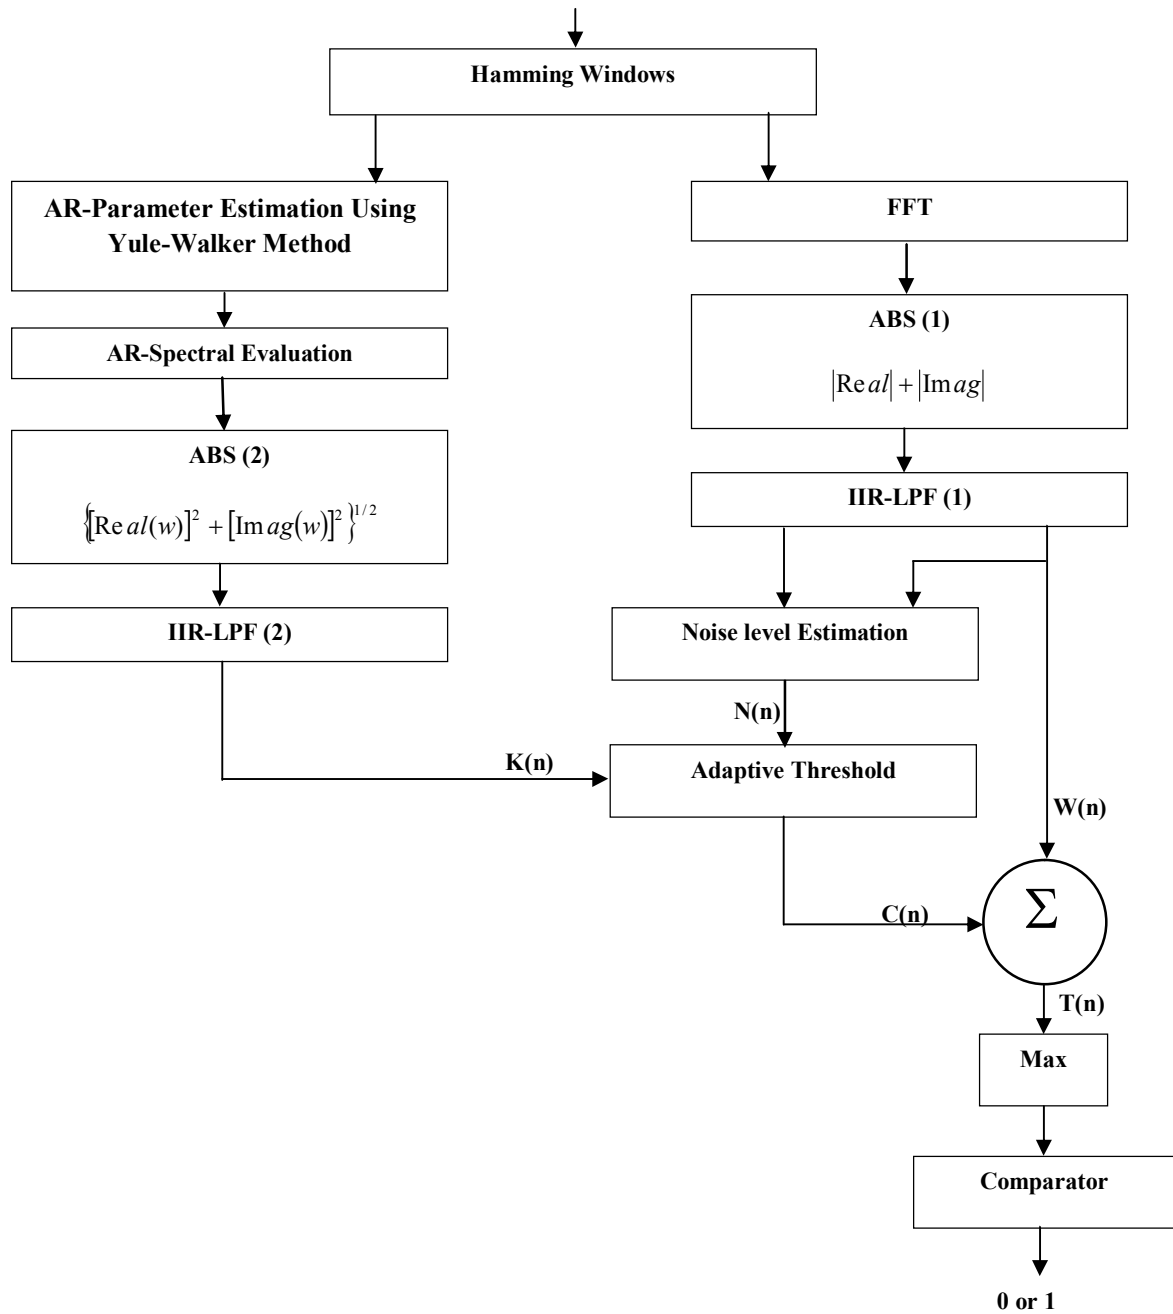 Hamming Windows
AR-Parameter Estimation Using
Yule-Walker Method
FFT
ABS (1)
|Real| + |Imag|
AR-Spectral Evaluation
ABS (2)
{[Real(w)]² + [Imag(w)]²}^{1/2}
IIR-LPF (1)
IIR-LPF (2)
Noise level Estimation
N(n)
K(n)
Adaptive Threshold
W(n)
C(n)
Σ
T(n)
Max
Comparator
0 or 1